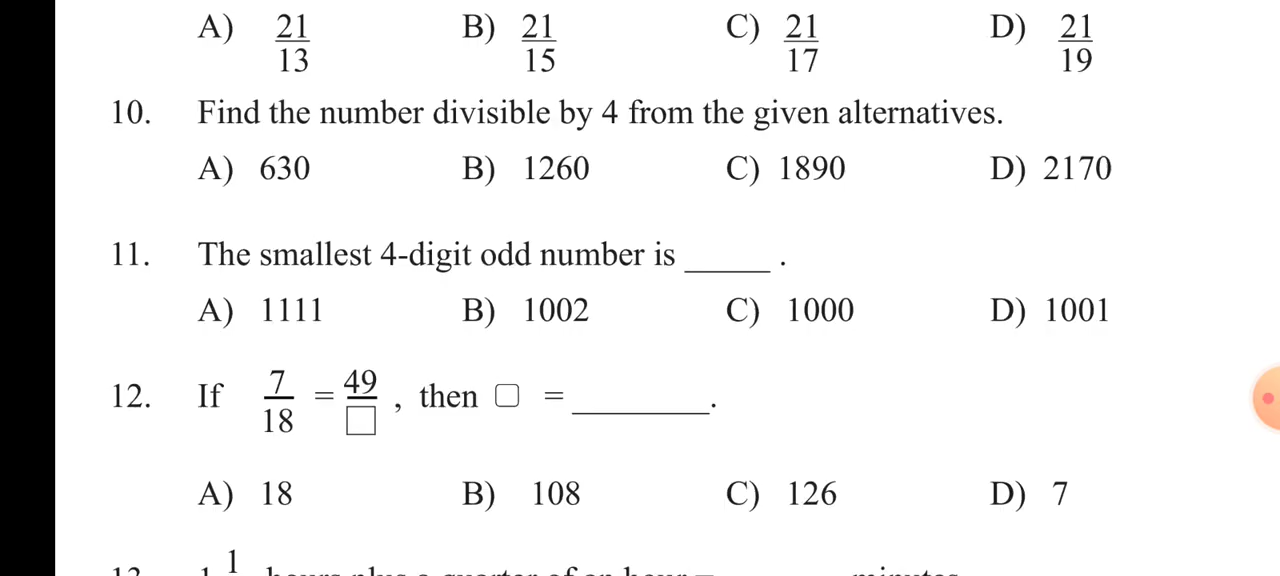 A) 21/13 B) 21/15 C) 21/17 D) 21/19
10. Find the number divisible by 4 from the given alternatives.
A) 630 B) 1260 C) 1890 D) 2170
11. The smallest 4-digit odd number is ______ .
A) 1111 B) 1002 C) 1000 D) 1001
12. If 7/18 = 49/□ , then □ = ________.
A) 18 B) 108 C) 126 D) 7